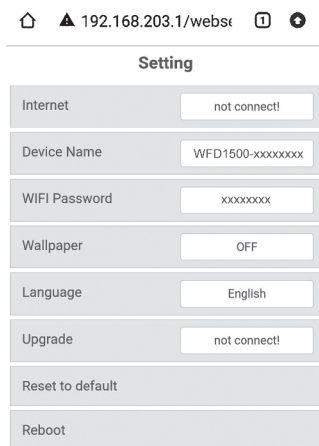 192.168.203.1/webse
1
Setting
Internet not connect!
Device Name WFD1500-xxxxxxxx
WIFI Password xxxxxxxx
Wallpaper OFF
Language English
Upgrade not connect!
Reset to default
Reboot